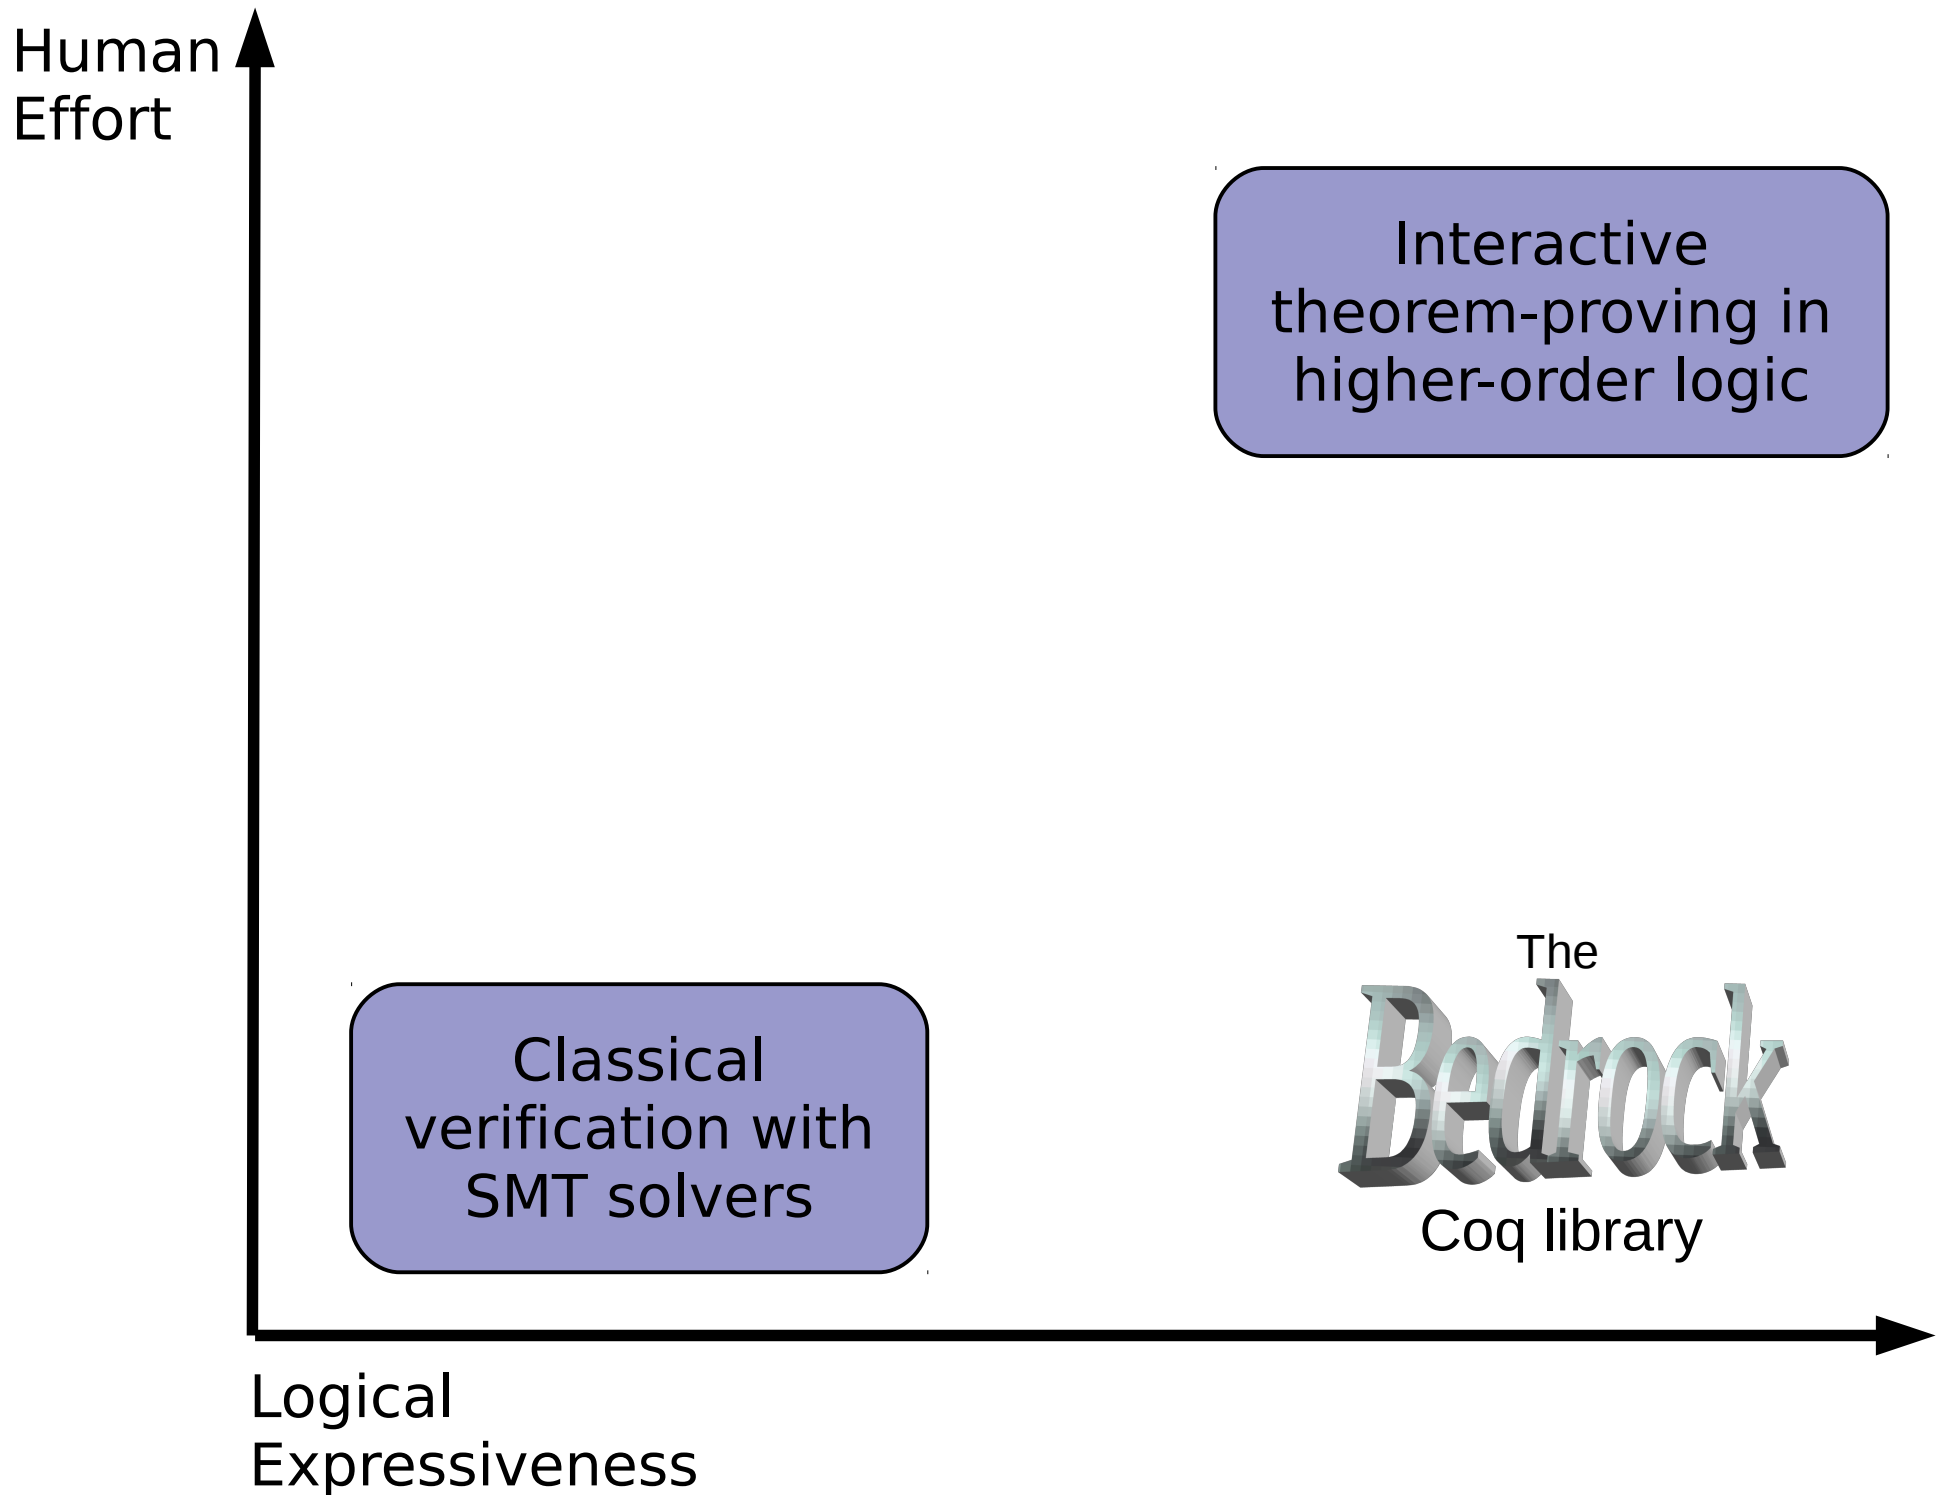 Human
Effort
Interactive
theorem-proving in
higher-order logic
Classical
verification with
SMT solvers
The
Bedrock
Coq library
Logical
Expressiveness